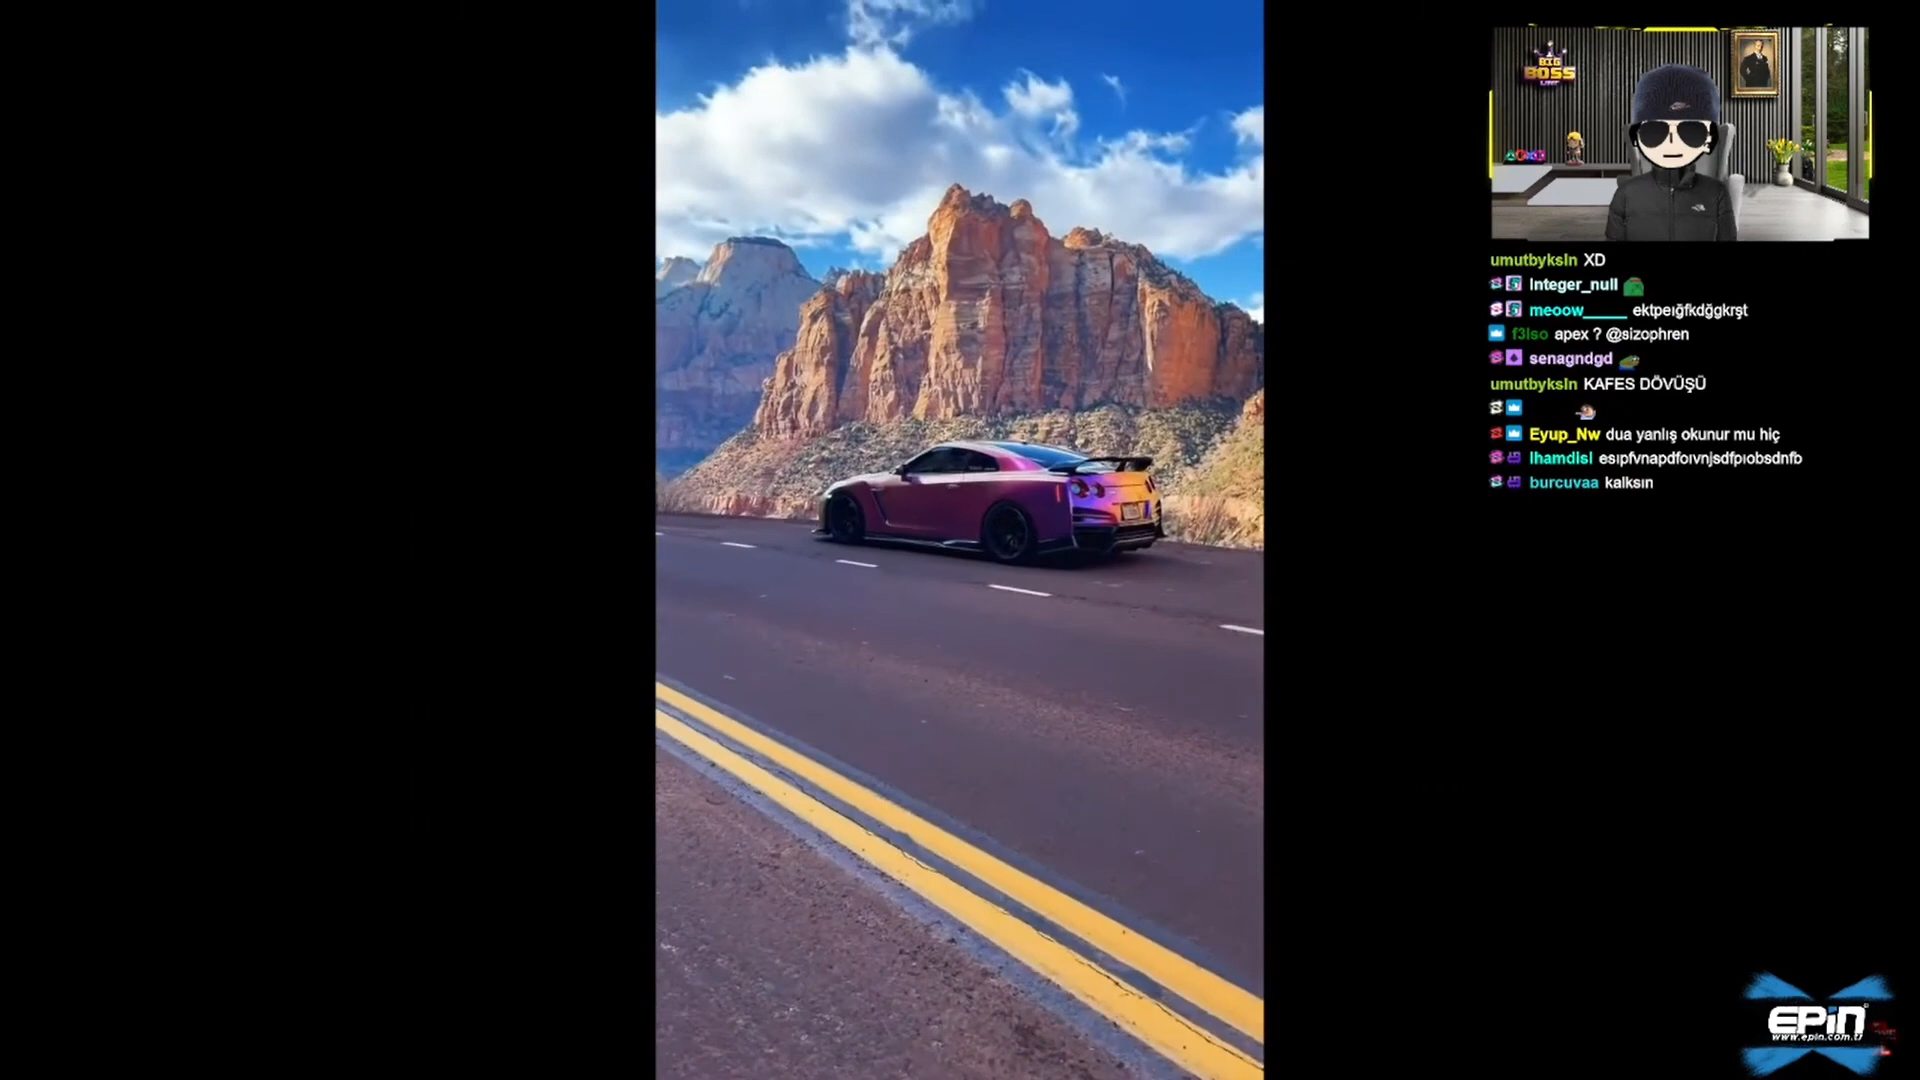 BIG
BOSS
umutbyksln XD
Integer_null
meoow_____ ektpeığfkdğgkrşt
f3lso apex ? @sizophren
senagndgd
umutbyksln KAFES DÖVÜŞÜ
Eyup_Nw dua yanlış okunur mu hiç
lhamdlsl esıpfvnapdfoıvnjsdfpıobsdnfb
burcuvaa kalksın
EPiN
www.epin.com.tr